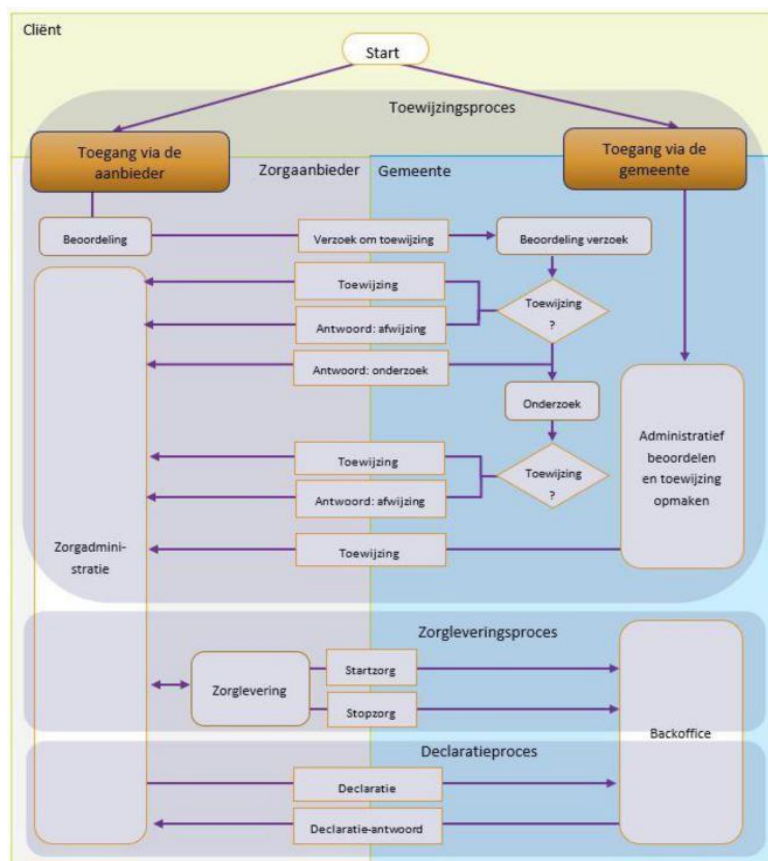 Cliënt
Start
Toewijzingsproces
Toegang via de
aanbieder
Toegang via de
gemeente
Zorgaanbieder
Gemeente
Beoordeling
Verzoek om toewijzing
Beoordeling verzoek
Toewijzing
Toewijzing
?
Antwoord: afwijzing
Antwoord: onderzoek
Onderzoek
Administratief
beoordelen
en toewijzing
opmaken
Toewijzing
Toewijzing
?
Antwoord: afwijzing
Zorgadmini-
stratie
Toewijzing
Zorgleveringsproces
Startzorg
Zorglevering
Stopzorg
Backoffice
Declaratieproces
Declaratie
Declaratie-antwoord